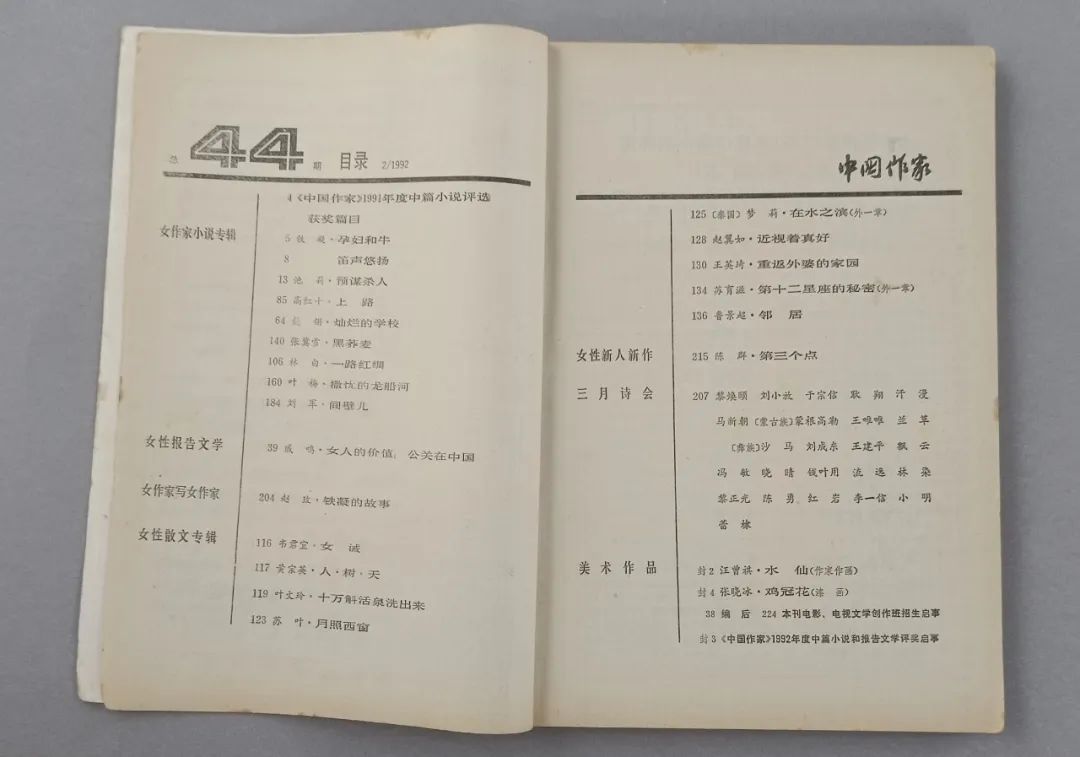 总 44 期 目录 2/1992
4《中国作家》1991年度中篇小说评选
获奖篇目
女作家小说专辑
5 铁 凝·孕妇和牛
8 笛声悠扬
13 池 莉·预谋杀人
85 高红十·上 路
64 彭 俐·灿烂的学校
140 张冀雪·黑荞麦
106 林 白·一路红绸
160 叶 梅·撒忧的龙船河
184 刘 军·间壁儿
女性报告文学
39 戚 鸣·女人的价值:公关在中国
女作家写女作家
204 赵 玫·铁凝的故事
女性散文专辑
116 韦君宜·女 诫
117 黄宗英·人·树·天
119 叶文玲·十万斛活泉洗出来
123 苏 叶·月照西窗
中国作家
125〔泰国〕梦 莉·在水之滨(外一章)
128 赵翼如·近视着真好
130 王英琦·重返外婆的家园
134 苏育滋·第十二星座的秘密(外一章)
136 鲁景超·邻 居
女性新人新作
215 陈 群·第三个点
三月诗会
207 黎焕颐 刘小放 于宗信 耿 翔 汗 漫
马新朝〔蒙古族〕蒙根高勒 王唯唯 兰 草
〔彝族〕沙 马 刘成东 王建平 飘 云
冯 敏 晓 晴 钱叶用 流 逸 林 染
黎正光 陈 勇 红 岩 李一信 小 明
蕾 栋
美术作品
封2 汪曾祺·水 仙(作家作画)
封4 张晓冰·鸡冠花(漆 画)
38 编 后 224 本刊电影、电视文学创作班招生启事
封3《中国作家》1992年度中篇小说和报告文学评奖启事